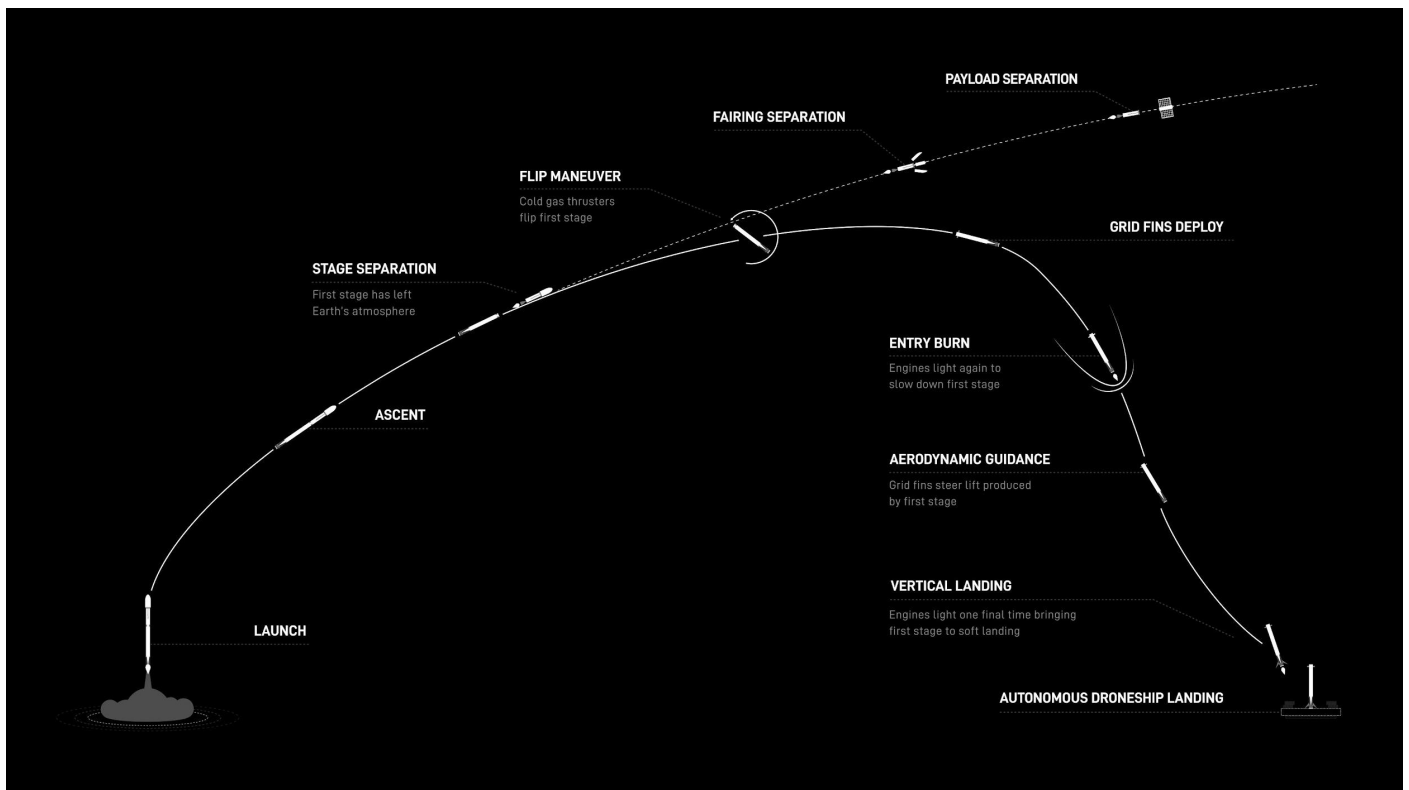 PAYLOAD SEPARATION
FAIRING SEPARATION
FLIP MANEUVER
Cold gas thrusters
flip first stage
GRID FINS DEPLOY
STAGE SEPARATION
First stage has left
Earth's atmosphere
ENTRY BURN
Engines light again to
slow down first stage
ASCENT
AERODYNAMIC GUIDANCE
Grid fins steer lift produced
by first stage
VERTICAL LANDING
Engines light one final time bringing
first stage to soft landing
LAUNCH
AUTONOMOUS DRONESHIP LANDING